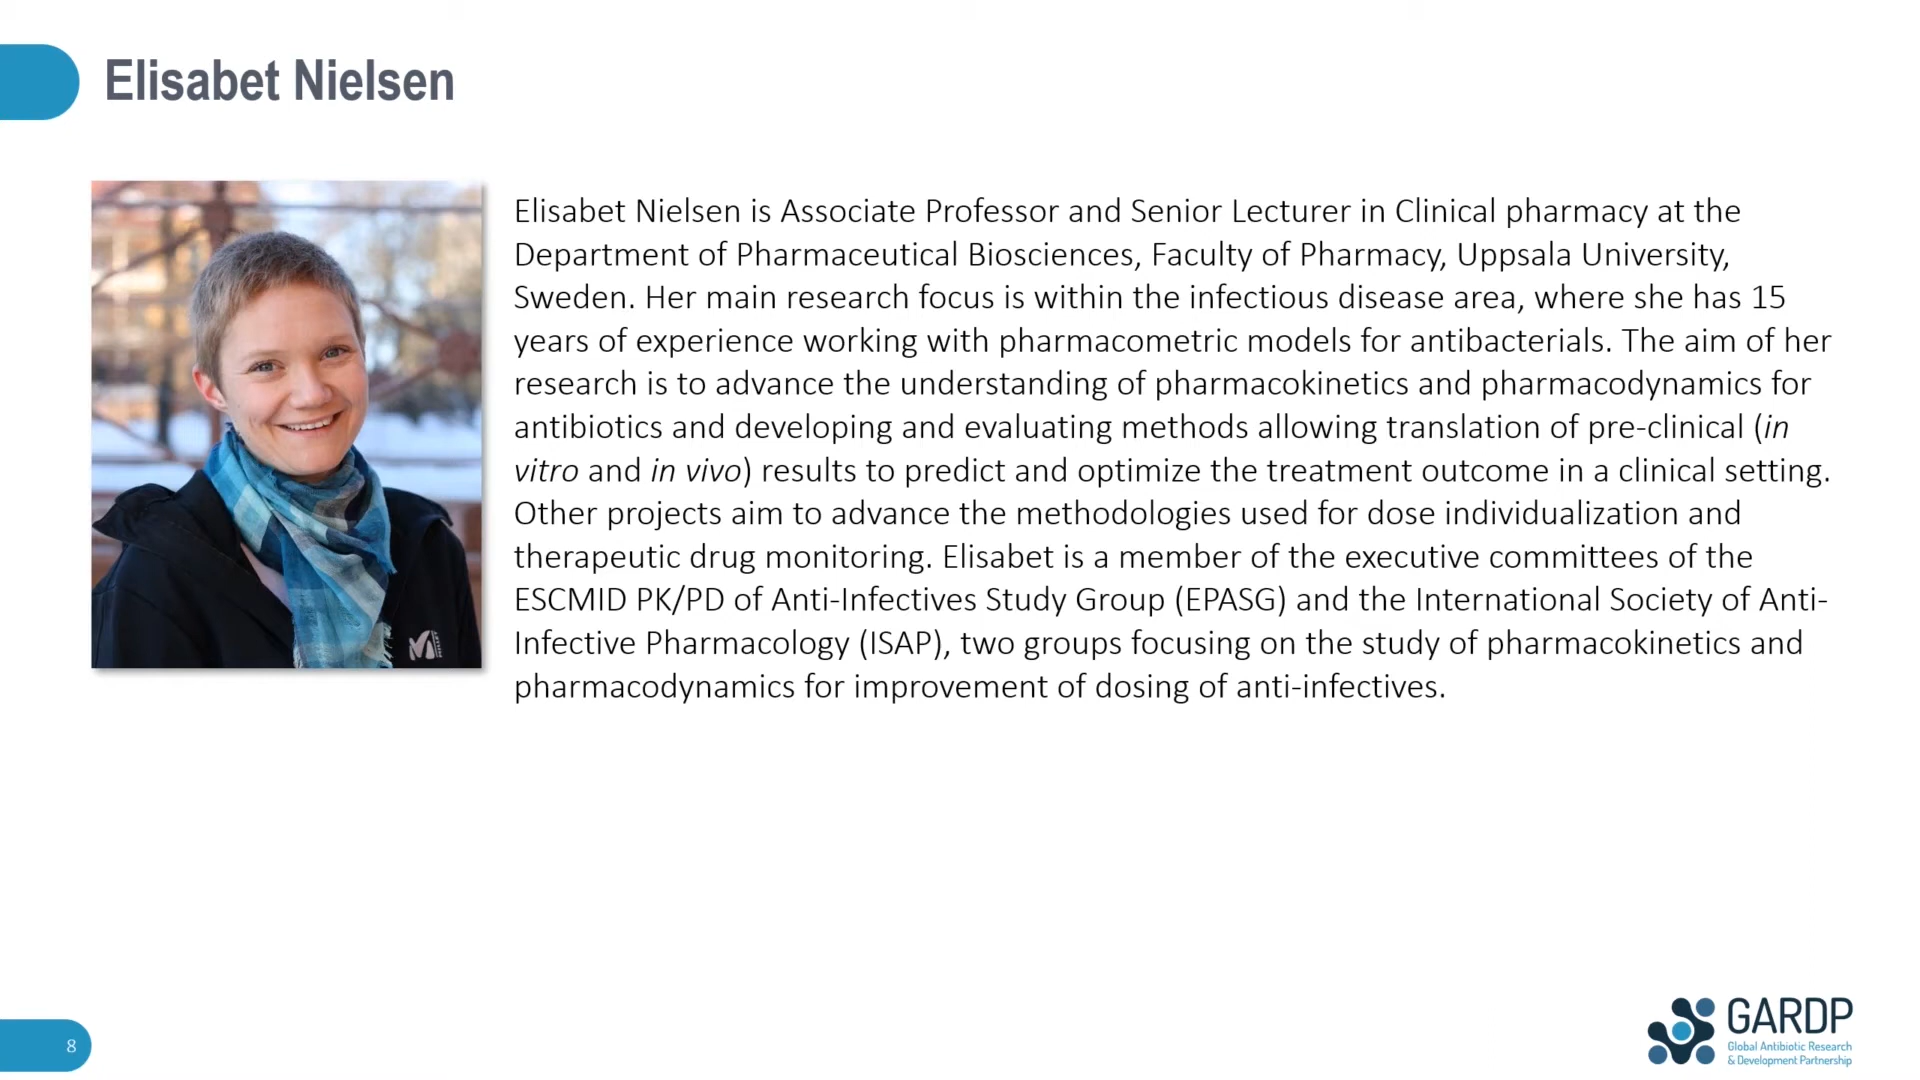 Elisabet Nielsen
Elisabet Nielsen is Associate Professor and Senior Lecturer in Clinical pharmacy at the
Department of Pharmaceutical Biosciences, Faculty of Pharmacy, Uppsala University,
Sweden. Her main research focus is within the infectious disease area, where she has 15
years of experience working with pharmacometric models for antibacterials. The aim of her
research is to advance the understanding of pharmacokinetics and pharmacodynamics for
antibiotics and developing and evaluating methods allowing translation of pre-clinical (in
vitro and in vivo) results to predict and optimize the treatment outcome in a clinical setting.
Other projects aim to advance the methodologies used for dose individualization and
therapeutic drug monitoring. Elisabet is a member of the executive committees of the
ESCMID PK/PD of Anti-Infectives Study Group (EPASG) and the International Society of Anti-
Infective Pharmacology (ISAP), two groups focusing on the study of pharmacokinetics and
pharmacodynamics for improvement of dosing of anti-infectives.
8
GARDP
Global Antibiotic Research
& Development Partnership